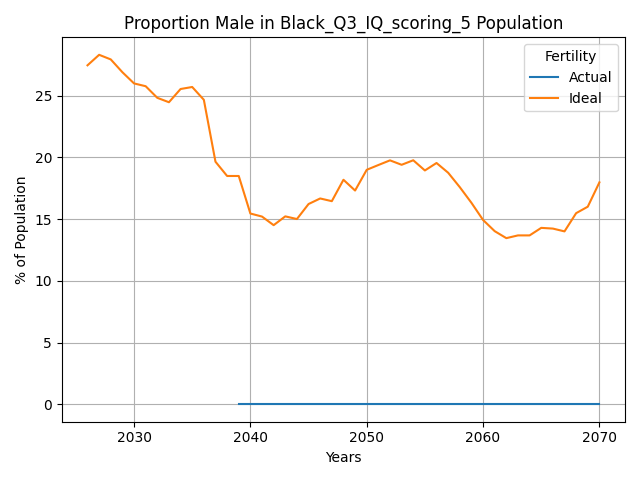 Proportion Male in Black_Q3_IQ_scoring_5 Population
Fertility
Actual
Ideal
% of Population
25
20
15
10
5
0
2030
2040
2050
2060
2070
Years